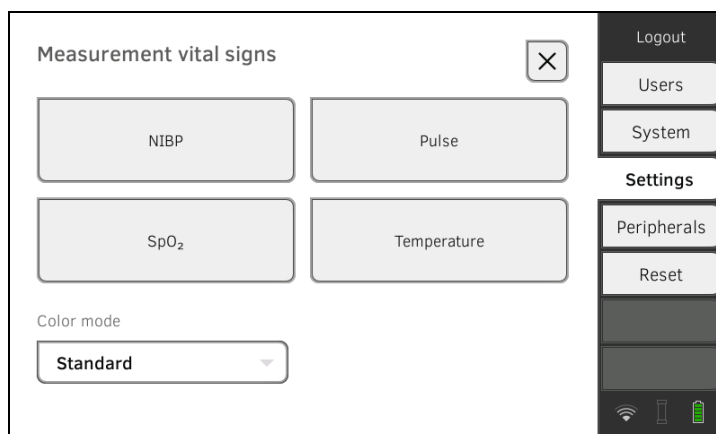 Measurement vital signs
NIBP
Pulse
SpO₂
Temperature
Color mode
Standard
Logout
Users
System
Settings
Peripherals
Reset